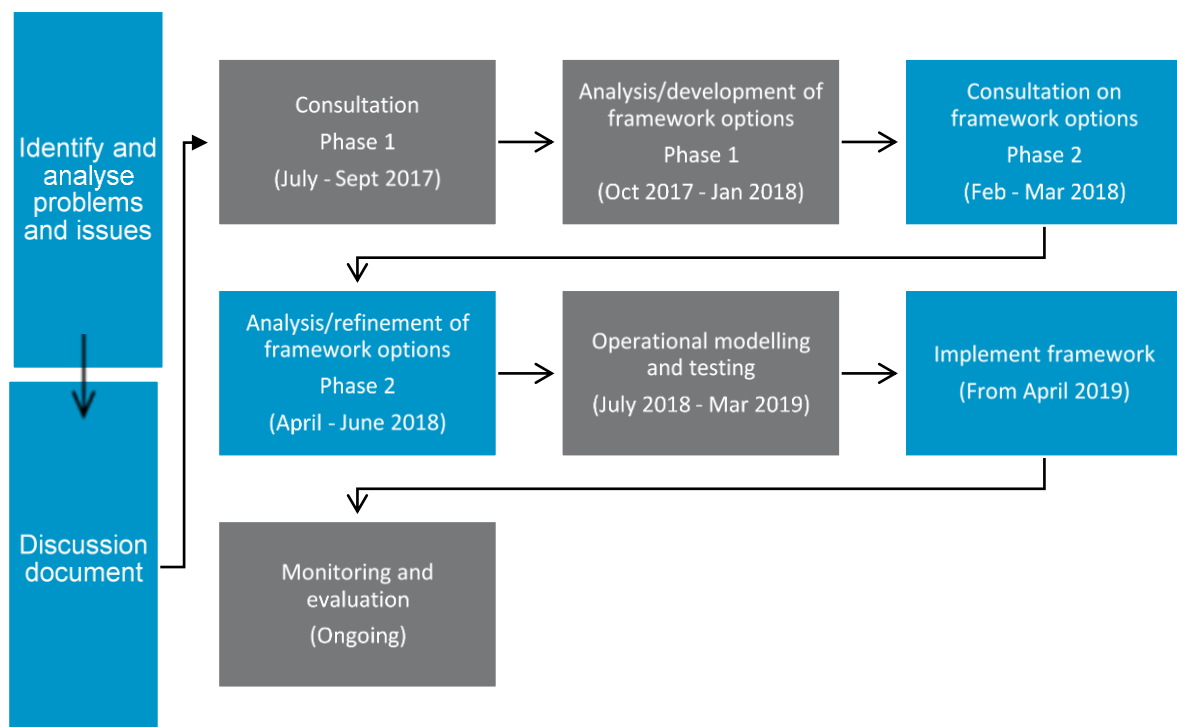 Identify and
analyse
problems
and issues
Discussion
document
Consultation
Phase 1
(July - Sept 2017)
Analysis/development of
framework options
Phase 1
(Oct 2017 - Jan 2018)
Consultation on
framework options
Phase 2
(Feb - Mar 2018)
Analysis/refinement of
framework options
Phase 2
(April - June 2018)
Operational modelling
and testing
(July 2018 - Mar 2019)
Implement framework
(From April 2019)
Monitoring and
evaluation
(Ongoing)